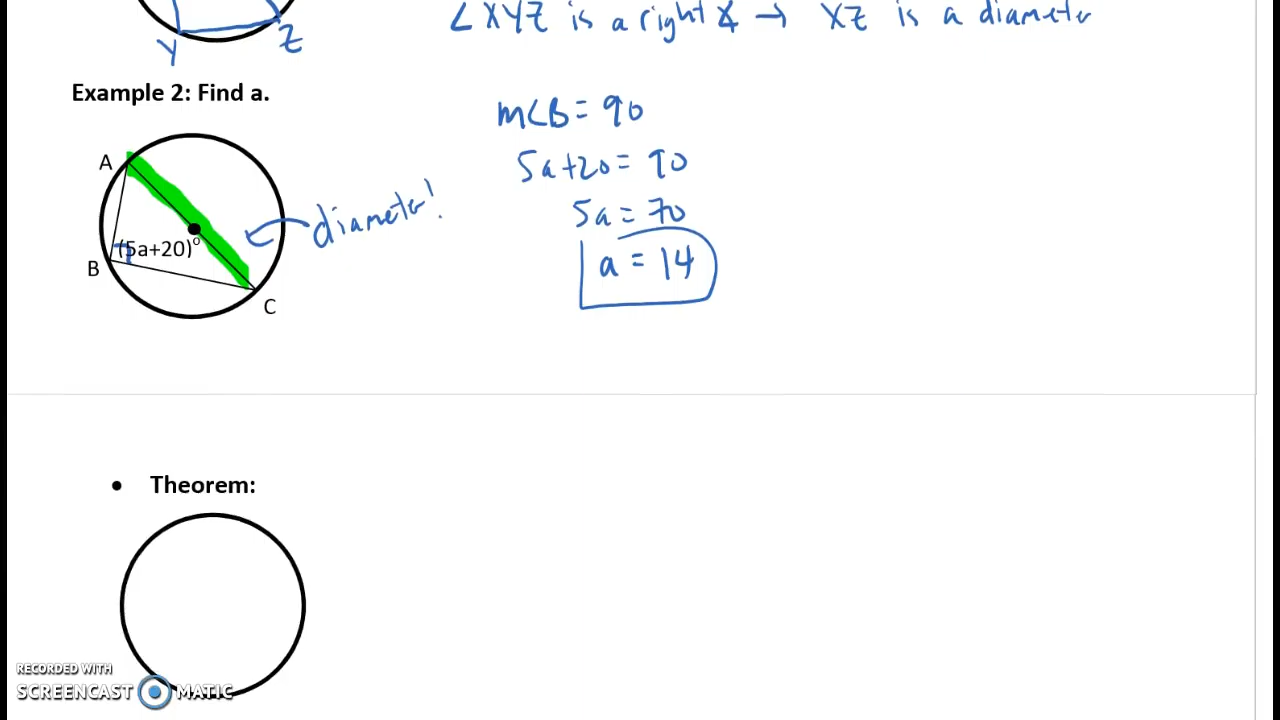 ∠XYZ is a right ∡ → XZ is a diameter
Y
Z
Example 2: Find a.
m∠B = 90
5a+20 = 90
5a = 70
a = 14
A
diameter!
(5a+20)°
B
C
• Theorem:
RECORDED WITH
SCREENCAST MATIC